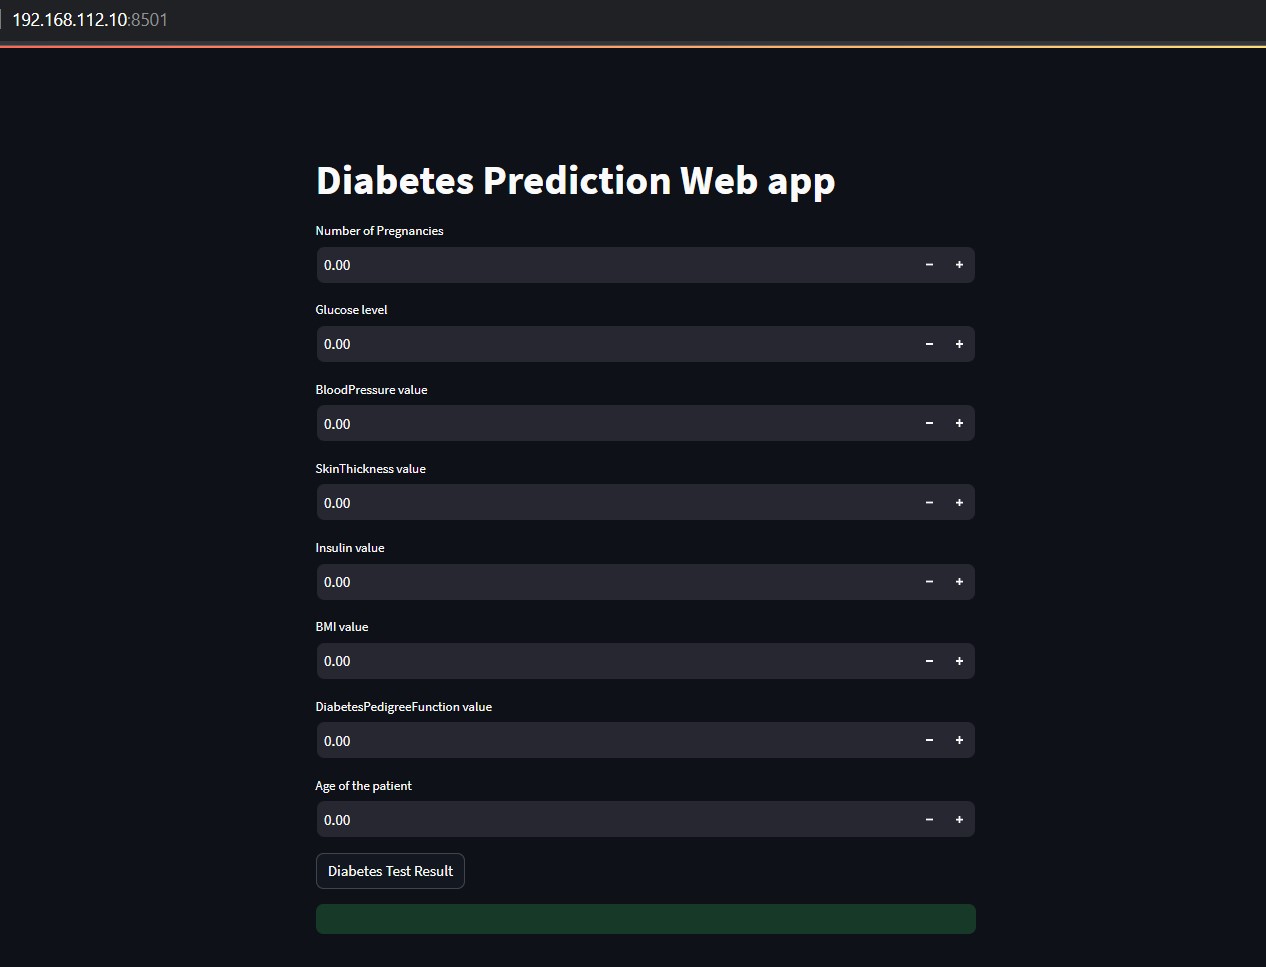 192.168.112.10:8501
Diabetes Prediction Web app
Number of Pregnancies
0.00 - +
Glucose level
0.00 - +
BloodPressure value
0.00 - +
SkinThickness value
0.00 - +
Insulin value
0.00 - +
BMI value
0.00 - +
DiabetesPedigreeFunction value
0.00 - +
Age of the patient
0.00 - +
Diabetes Test Result